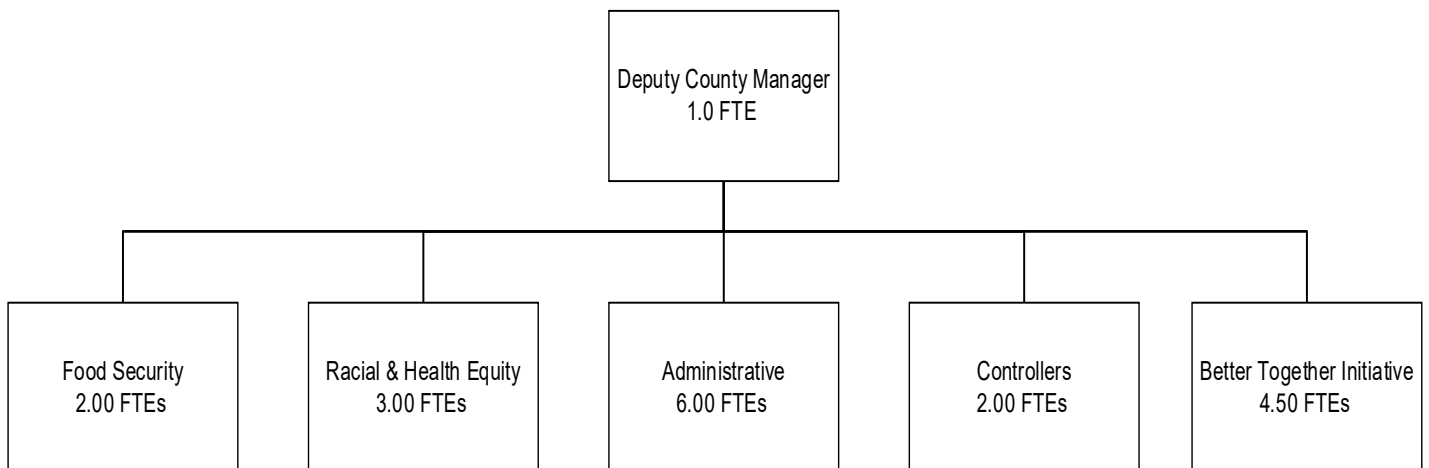 Deputy County Manager
1.0 FTE
Food Security
2.00 FTEs
Racial & Health Equity
3.00 FTEs
Administrative
6.00 FTEs
Controllers
2.00 FTEs
Better Together Initiative
4.50 FTEs